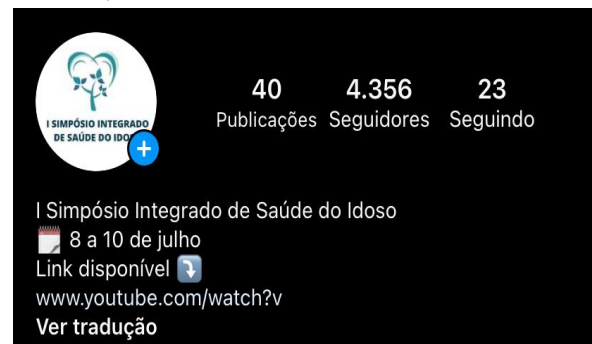 I SIMPÓSIO INTEGRADO
DE SAÚDE DO
40 4.356 23
Publicações Seguidores Seguindo
I Simpósio Integrado de Saúde do Idoso
8 a 10 de julho
Link disponível
www.youtube.com/watch?v
Ver tradução